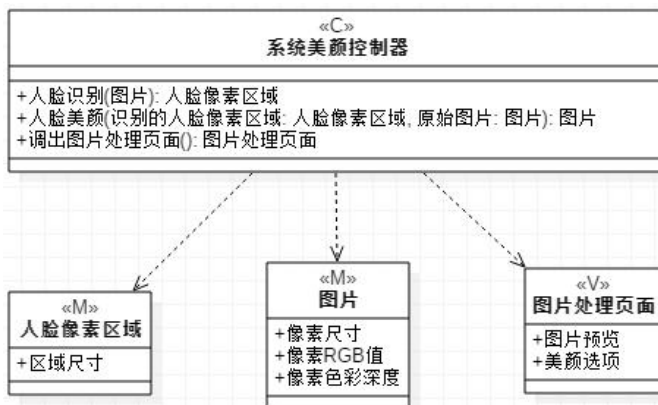 «C»
系统美颜控制器
+人脸识别(图片): 人脸像素区域
+人脸美颜(识别的人脸像素区域: 人脸像素区域, 原始图片: 图片): 图片
+调出图片处理页面(): 图片处理页面
«M»
人脸像素区域
+区域尺寸
«M»
图片
+像素尺寸
+像素RGB值
+像素色彩深度
«V»
图片处理页面
+图片预览
+美颜选项